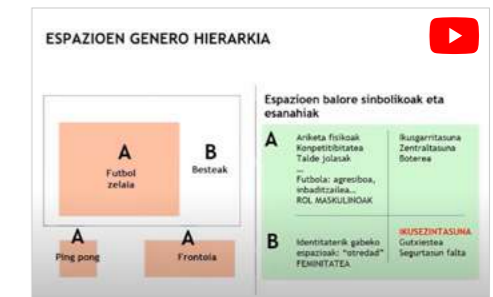 ESPAZIOEN GENERO HIERARKIA
A
Futbol
zelaia
B
Besteak
A
Ping pong
A
Frontoia
Espazioen balore sinbolikoak eta
esanahiak
A
Ariketa fisikoak
Konpetitibitatea
Talde jolasak
...
Futbola: agresiboa,
inbaditzailea...
ROL MASKULINOAK
Ikusgarritasuna
Zentraltasuna
Boterea
B
Identitaterik gabeko
espazioak: "otredad"
FEMINITATEA
IKUSEZINTASUNA
Gutxiestea
Segurtasun falta